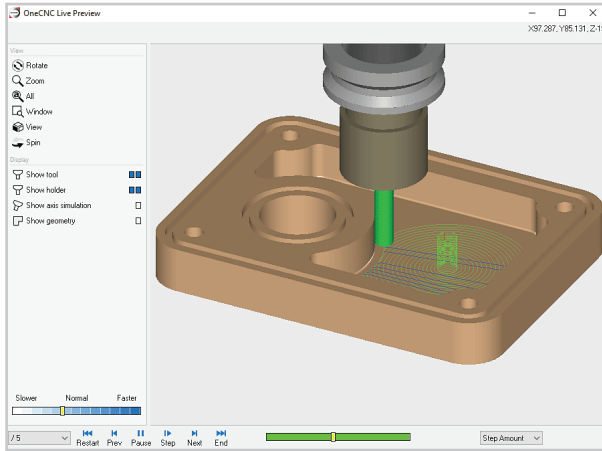 OneCNC Live Preview
X97.287, Y85.131, Z-1
View
Rotate
Zoom
All
Window
View
Spin
Display
Show tool
Show holder
Show axis simulation
Show geometry
Slower Normal Faster
/ 5
Restart Prev Pause Step Next End
Step Amount